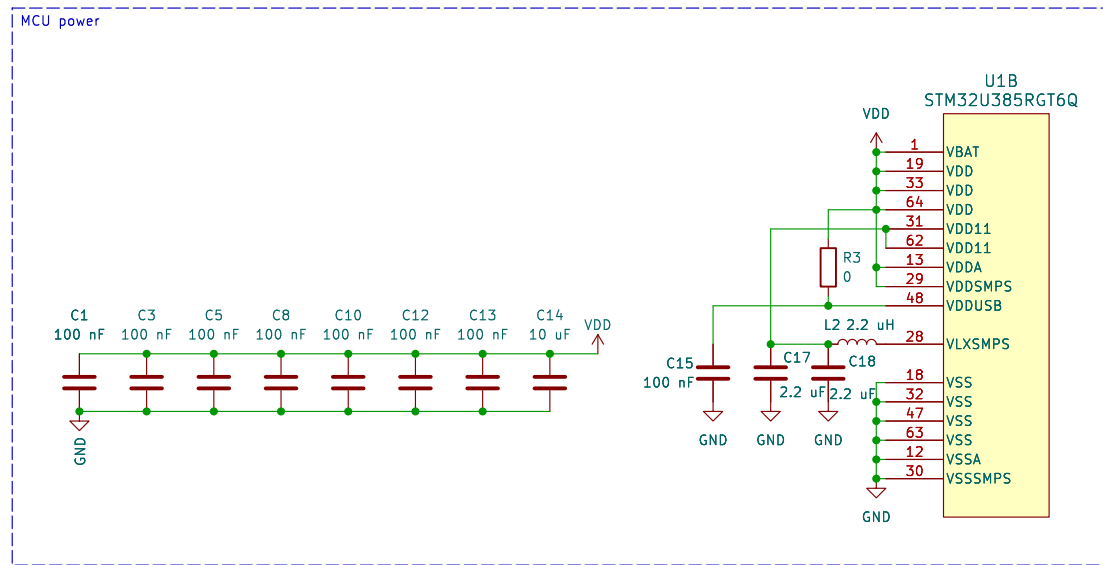 MCU power
U1B
STM32U385RGT6Q
VDD
1 VBAT
19 VDD
33 VDD
64 VDD
31 VDD11
62 VDD11
R3
0
13 VDDA
29 VDDSMPS
48 VDDUSB
C1 C3 C5 C8 C10 C12 C13 C14
100 nF 100 nF 100 nF 100 nF 100 nF 100 nF 100 nF 10 uF
VDD
L2 2.2 uH
28 VLXSMPS
C15
100 nF
C17
2.2 uF
C18
2.2 uF
18 VSS
32 VSS
47 VSS
63 VSS
12 VSSA
30 VSSSMPS
GND
GND
GND
GND
GND